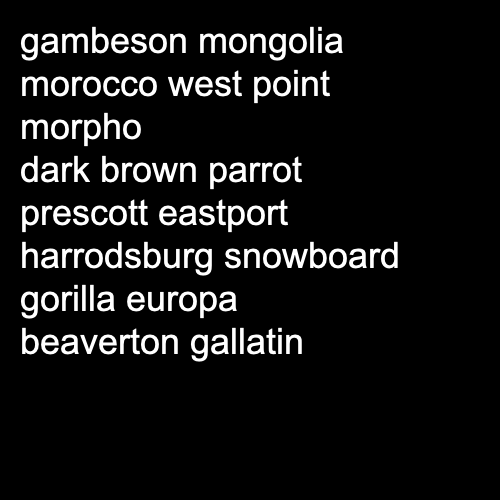 gambeson mongolia
morocco west point
morpho
dark brown parrot
prescott eastport
harrodsburg snowboard
gorilla europa
beaverton gallatin